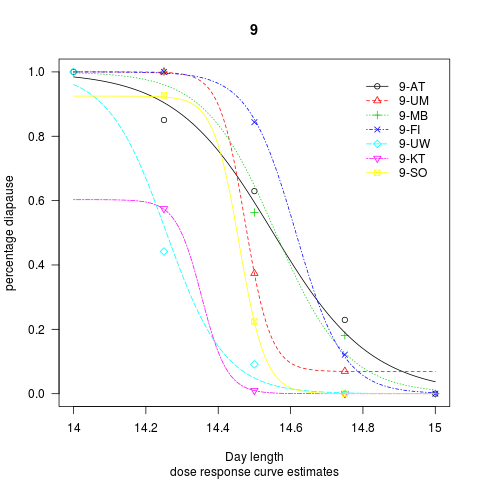 9
1.0
0.8
0.6
0.4
0.2
0.0
percentage diapause
9-AT
9-UM
9-MB
9-FI
9-UW
9-KT
9-SO
14
14.2
14.4
14.6
14.8
15
Day length
dose response curve estimates